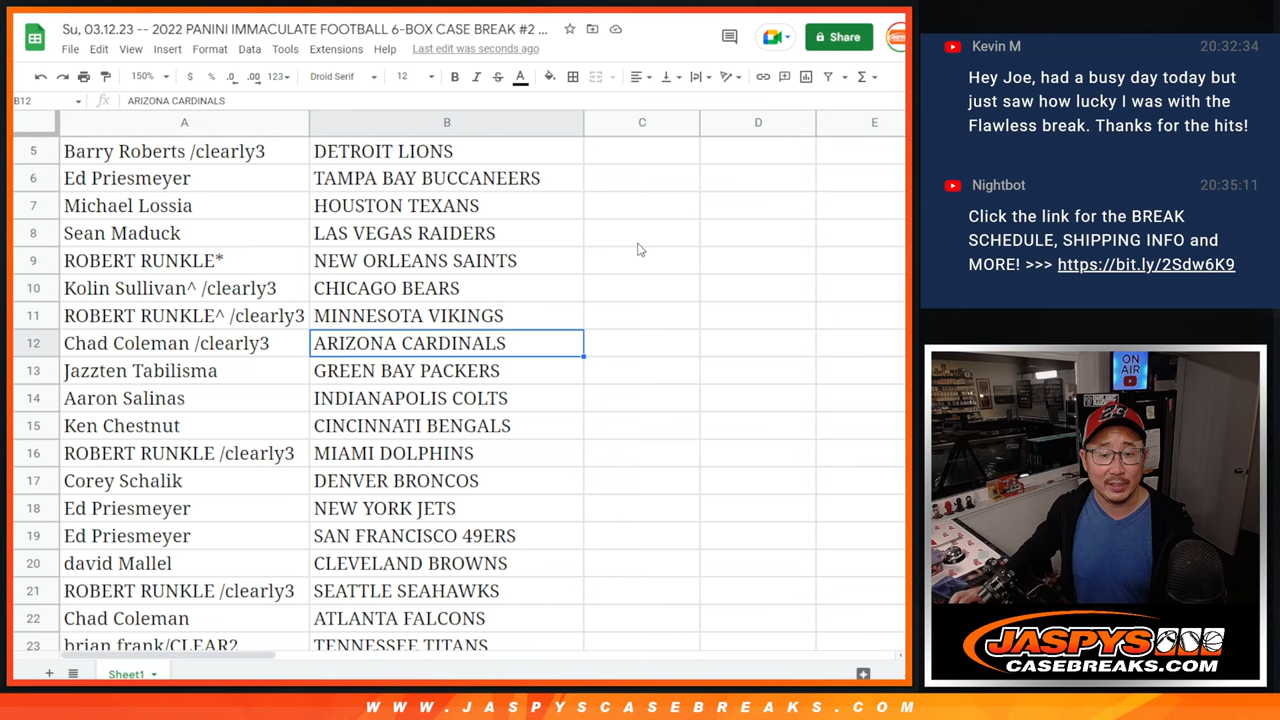 Su, 03.12.23 -- 2022 PANINI IMMACULATE FOOTBALL 6-BOX CASE BREAK #2 ...
File Edit View Insert Format Data Tools Extensions Help Last edit was seconds ago
Share
150% $ % .0 .00 123 Droid Serif 12 B I S A
B12 fx ARIZONA CARDINALS
A B C D E
5 Barry Roberts /clearly3 DETROIT LIONS
6 Ed Priesmeyer TAMPA BAY BUCCANEERS
7 Michael Lossia HOUSTON TEXANS
8 Sean Maduck LAS VEGAS RAIDERS
9 ROBERT RUNKLE* NEW ORLEANS SAINTS
10 Kolin Sullivan^ /clearly3 CHICAGO BEARS
11 ROBERT RUNKLE^ /clearly3 MINNESOTA VIKINGS
12 Chad Coleman /clearly3 ARIZONA CARDINALS
13 Jazzten Tabilisma GREEN BAY PACKERS
14 Aaron Salinas INDIANAPOLIS COLTS
15 Ken Chestnut CINCINNATI BENGALS
16 ROBERT RUNKLE /clearly3 MIAMI DOLPHINS
17 Corey Schalik DENVER BRONCOS
18 Ed Priesmeyer NEW YORK JETS
19 Ed Priesmeyer SAN FRANCISCO 49ERS
20 david Mallel CLEVELAND BROWNS
21 ROBERT RUNKLE /clearly3 SEATTLE SEAHAWKS
22 Chad Coleman ATLANTA FALCONS
23 brian frank/CLEAR2 TENNESSEE TITANS
Sheet1
Kevin M 20:32:34
Hey Joe, had a busy day today but
just saw how lucky I was with the
Flawless break. Thanks for the hits!
Nightbot 20:35:11
Click the link for the BREAK
SCHEDULE, SHIPPING INFO and
MORE! >>> https://bit.ly/2Sdw6K9
ON
AIR
JASPYS
CASEBREAKS.COM
WWW.JASPYSCASEBREAKS.COM